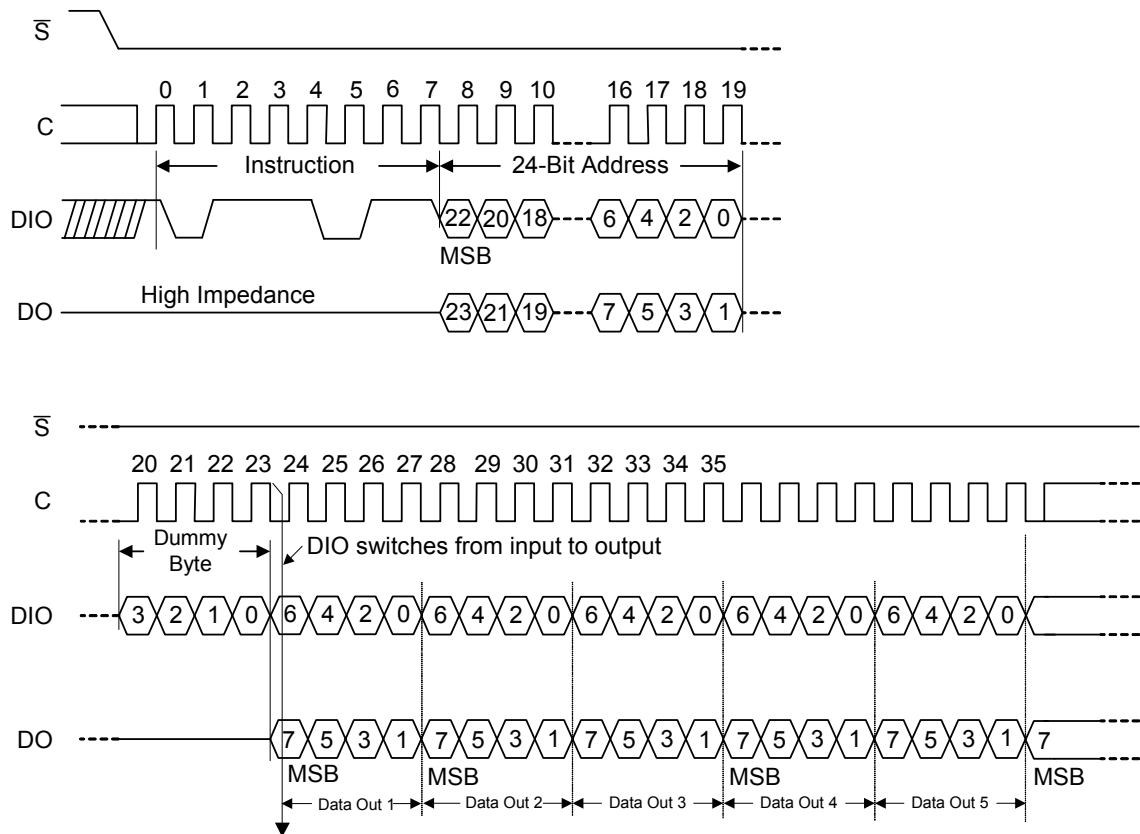 S
0 1 2 3 4 5 6 7 8 9 10 16 17 18 19
C
Instruction 24-Bit Address
DIO 22 20 18 6 4 2 0
MSB
High Impedance
DO 23 21 19 7 5 3 1
S
20 21 22 23 24 25 26 27 28 29 30 31 32 33 34 35
C
Dummy
Byte
DIO switches from input to output
DIO 3 2 1 0 6 4 2 0 6 4 2 0 6 4 2 0 6 4 2 0 6 4 2 0
DO 7 5 3 1 7 5 3 1 7 5 3 1 7 5 3 1 7 5 3 1 7
MSB MSB MSB MSB
Data Out 1 Data Out 2 Data Out 3 Data Out 4 Data Out 5